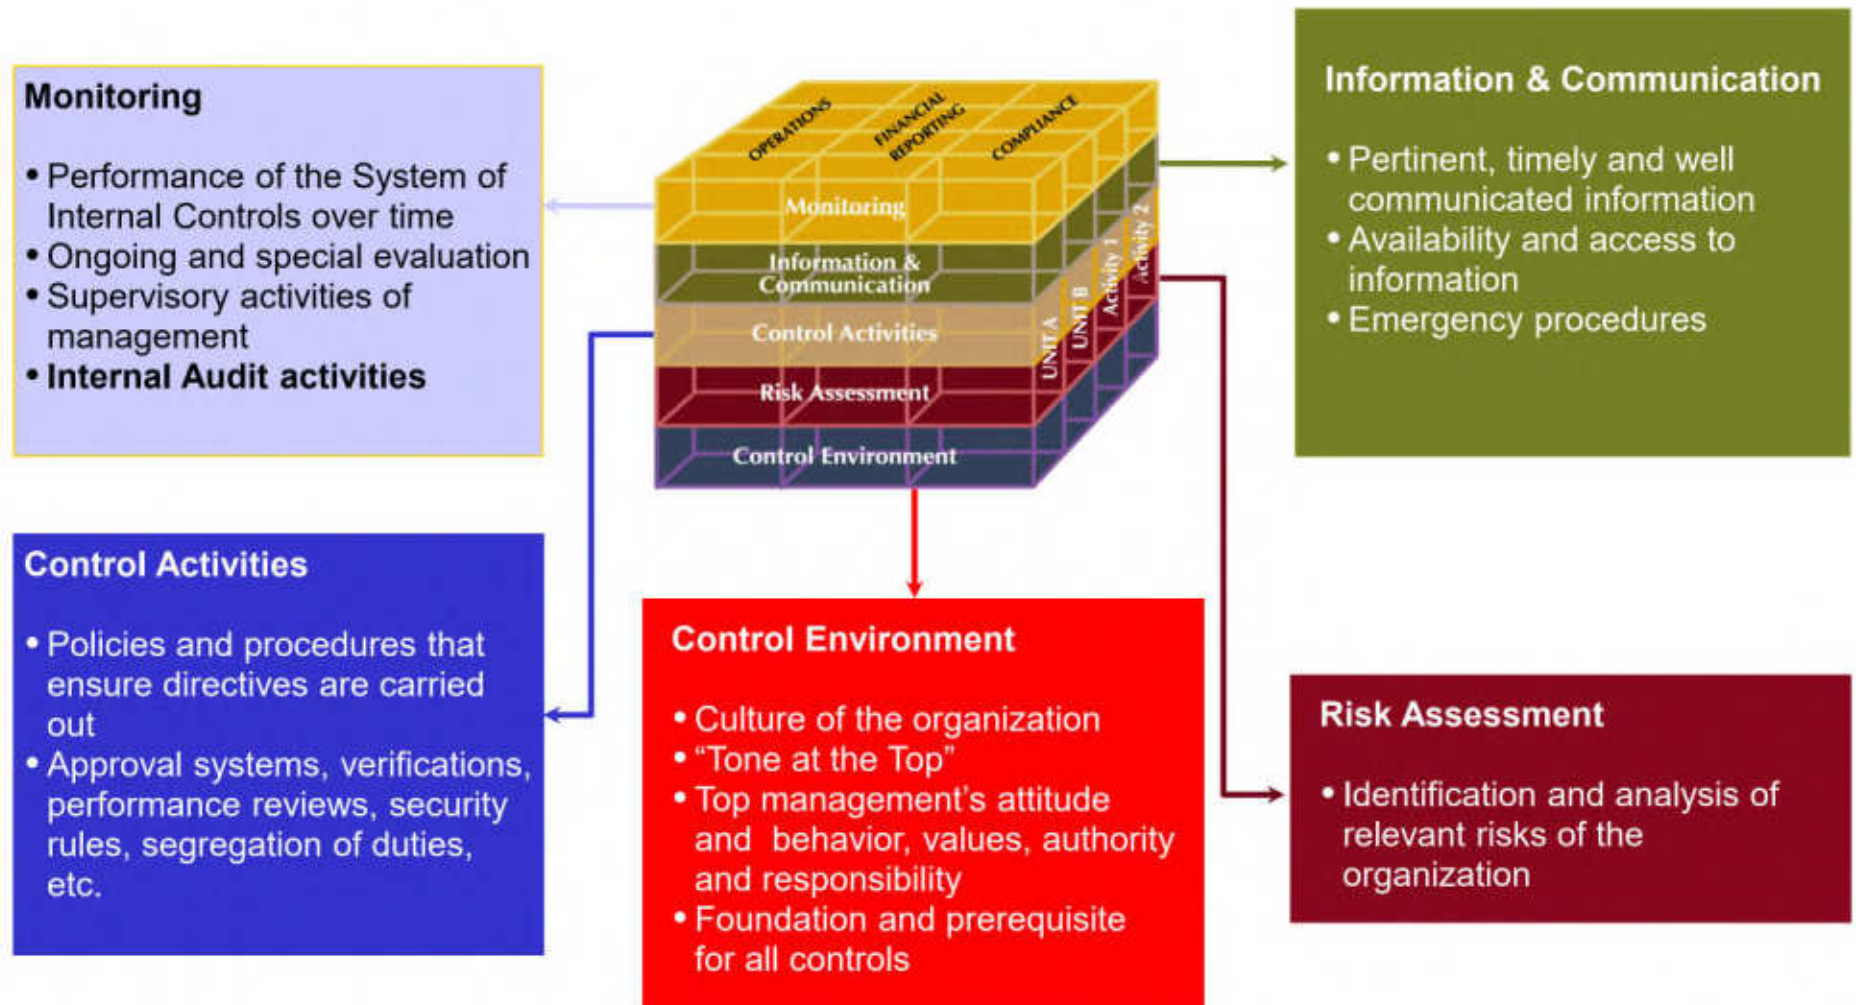 Monitoring
• Performance of the System of
Internal Controls over time
• Ongoing and special evaluation
• Supervisory activities of
management
• Internal Audit activities
OPERATIONS
FINANCIAL
REPORTING
COMPLIANCE
Monitoring
Information &
Communication
Control Activities
Risk Assessment
Control Environment
UNIT A
UNIT B
Activity 1
Activity 2
Information & Communication
• Pertinent, timely and well
communicated information
• Availability and access to
information
• Emergency procedures
Control Activities
• Policies and procedures that
ensure directives are carried
out
• Approval systems, verifications,
performance reviews, security
rules, segregation of duties,
etc.
Control Environment
• Culture of the organization
• “Tone at the Top”
• Top management’s attitude
and behavior, values, authority
and responsibility
• Foundation and prerequisite
for all controls
Risk Assessment
• Identification and analysis of
relevant risks of the
organization